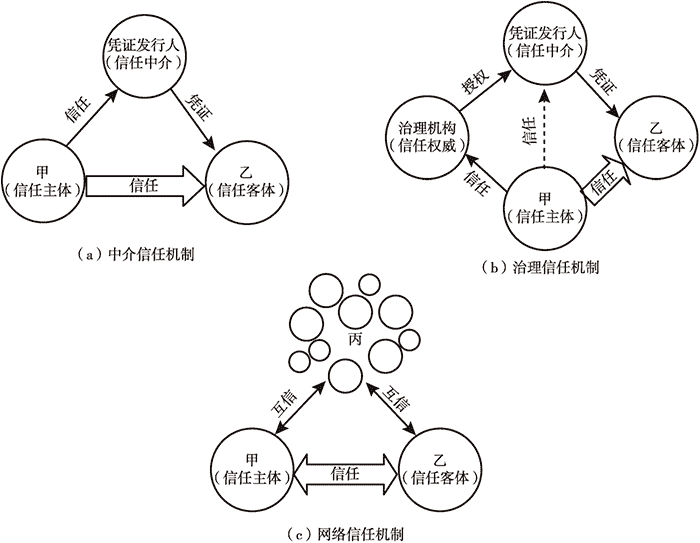 凭证发行人
（信任中介）
信任
凭证
甲
（信任主体）
信任
乙
（信任客体）
（a）中介信任机制
凭证发行人
（信任中介）
授权
凭证
治理机构
（信任权威）
信任
乙
（信任客体）
信任
信任
甲
（信任主体）
（b）治理信任机制
丙
互信
互信
甲
（信任主体）
信任
乙
（信任客体）
（c）网络信任机制